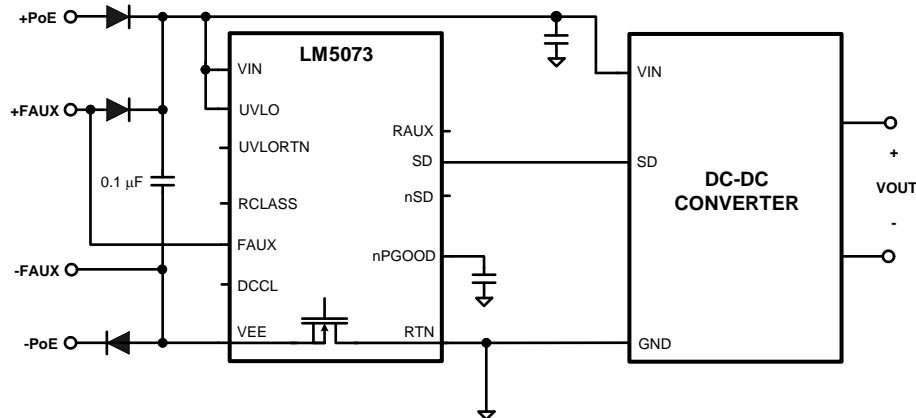 +PoE
+FAUX
0.1 µF
-FAUX
-PoE
LM5073
VIN
UVLO
UVLORTN
RCLASS
FAUX
DCCL
VEE
RAUX
SD
nSD
nPGOOD
RTN
VIN
SD
DC-DC
CONVERTER
GND
+
VOUT
-